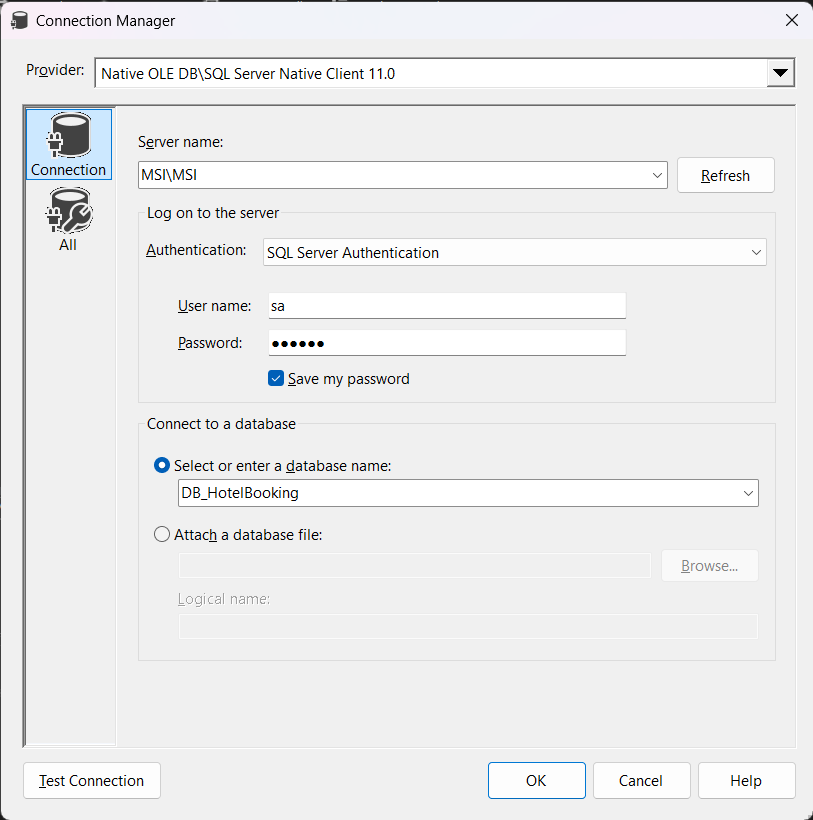 Connection Manager
Provider: Native OLE DB\SQL Server Native Client 11.0
Connection
All
Server name:
MSI\MSI
Refresh
Log on to the server
Authentication: SQL Server Authentication
User name: sa
Password: ●●●●●●
Save my password
Connect to a database
Select or enter a database name:
DB_HotelBooking
Attach a database file:
Browse...
Logical name:
Test Connection OK Cancel Help